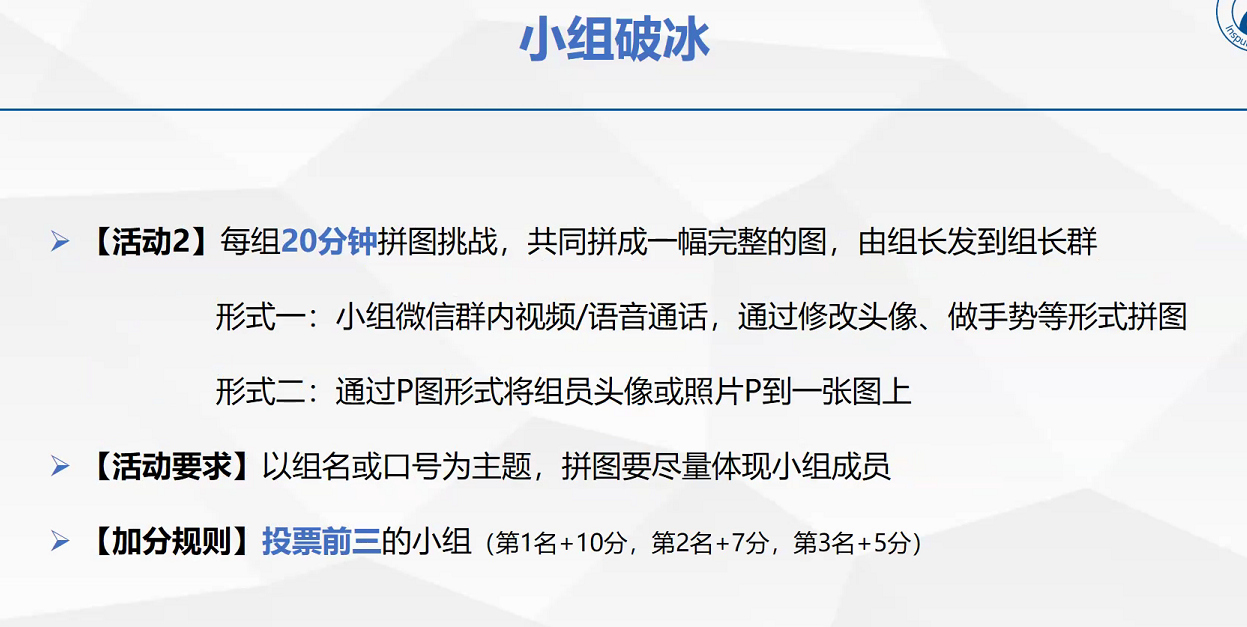 小组破冰
Inspu
【活动2】每组20分钟拼图挑战，共同拼成一幅完整的图，由组长发到组长群
形式一：小组微信群内视频/语音通话，通过修改头像、做手势等形式拼图
形式二：通过P图形式将组员头像或照片P到一张图上
【活动要求】以组名或口号为主题，拼图要尽量体现小组成员
【加分规则】投票前三的小组（第1名+10分，第2名+7分，第3名+5分）